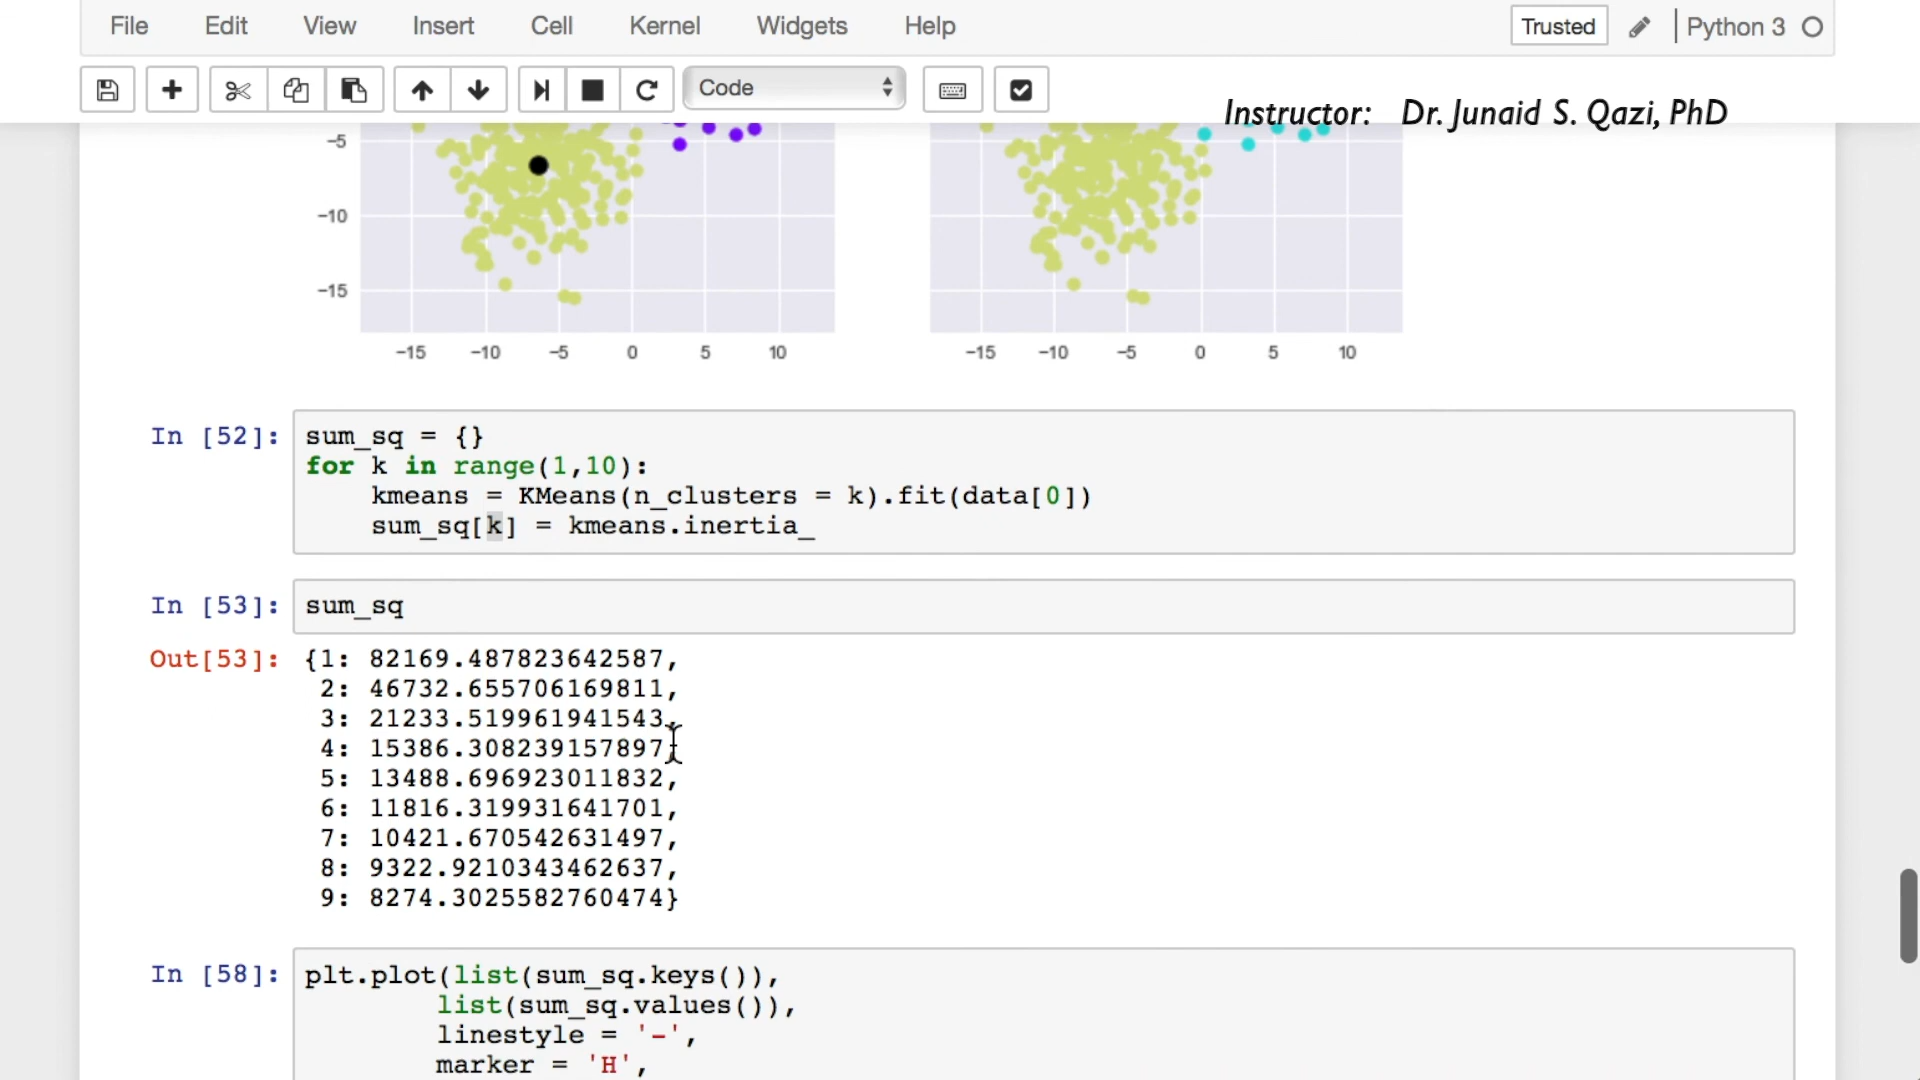 File Edit View Insert Cell Kernel Widgets Help Trusted Python 3
Code
Instructor: Dr. Junaid S. Qazi, PhD
−5
−10
−15
−15 −10 −5 0 5 10 −15 −10 −5 0 5 10
In [52]: sum_sq = {}
for k in range(1,10):
    kmeans = KMeans(n_clusters = k).fit(data[0])
    sum_sq[k] = kmeans.inertia_
In [53]: sum_sq
Out[53]: {1: 82169.487823642587,
2: 46732.655706169811,
3: 21233.519961941543,
4: 15386.308239157897,
5: 13488.696923011832,
6: 11816.319931641701,
7: 10421.670542631497,
8: 9322.9210343462637,
9: 8274.3025582760474}
In [58]: plt.plot(list(sum_sq.keys()),
        list(sum_sq.values()),
        linestyle = '-',
        marker = 'H',